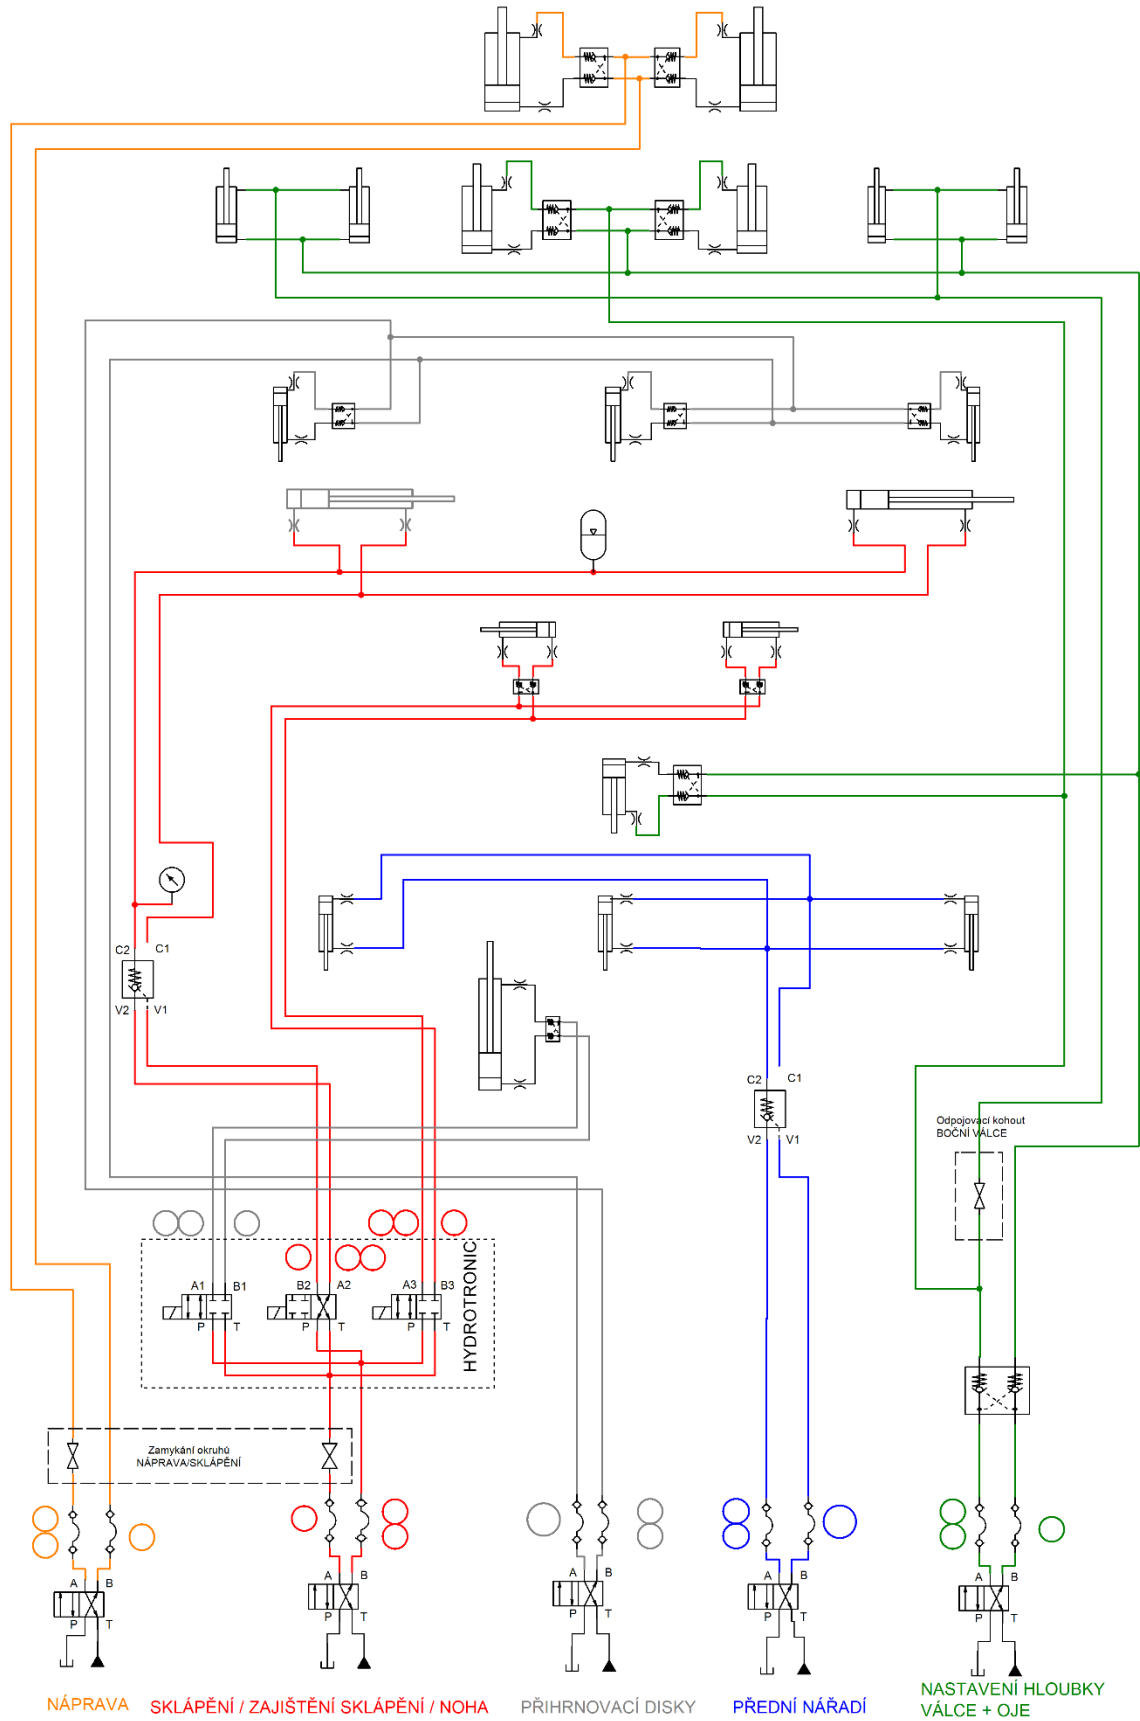 C2 C1
V2 V1
C2 C1
V2 V1
Odpojovací kohout
BOČNÍ VÁLCE
A1 B1 B2 A2 A3 B3
P T P T P T
HYDROTRONIC
Zamykání okruhů
NÁPRAVA/SKLÁPĚNÍ
A B A B A B A B A B
P T P T P T P T P T
NÁPRAVA
SKLÁPĚNÍ / ZAJIŠTĚNÍ SKLÁPĚNÍ / NOHA
PŘIHRNOVACÍ DISKY
PŘEDNÍ NÁŘADÍ
NASTAVENÍ HLOUBKY
VÁLCE + OJE